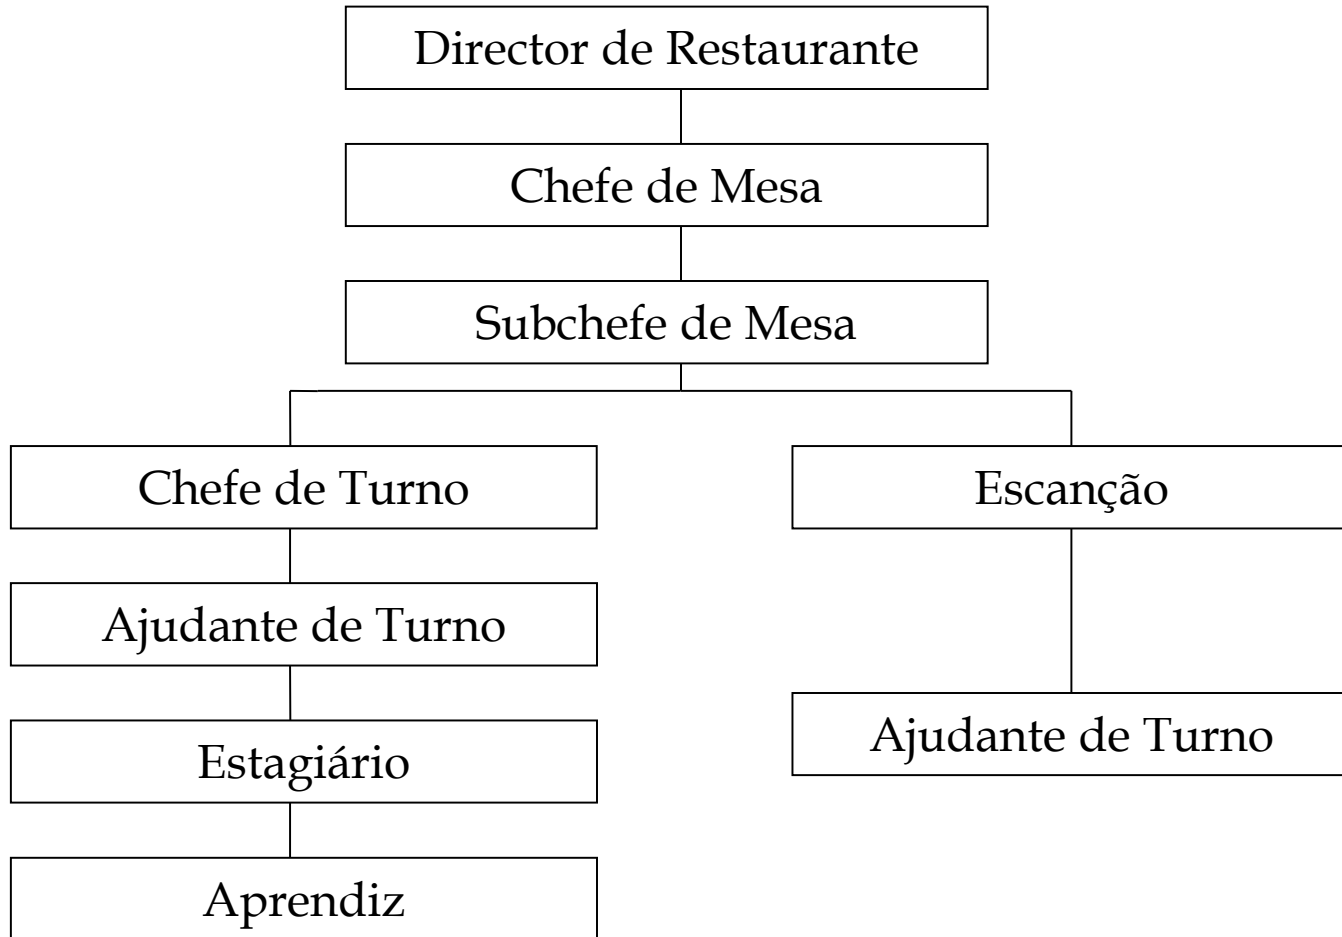 Director de Restaurante
Chefe de Mesa
Subchefe de Mesa
Chefe de Turno
Escanção
Ajudante de Turno
Ajudante de Turno
Estagiário
Aprendiz